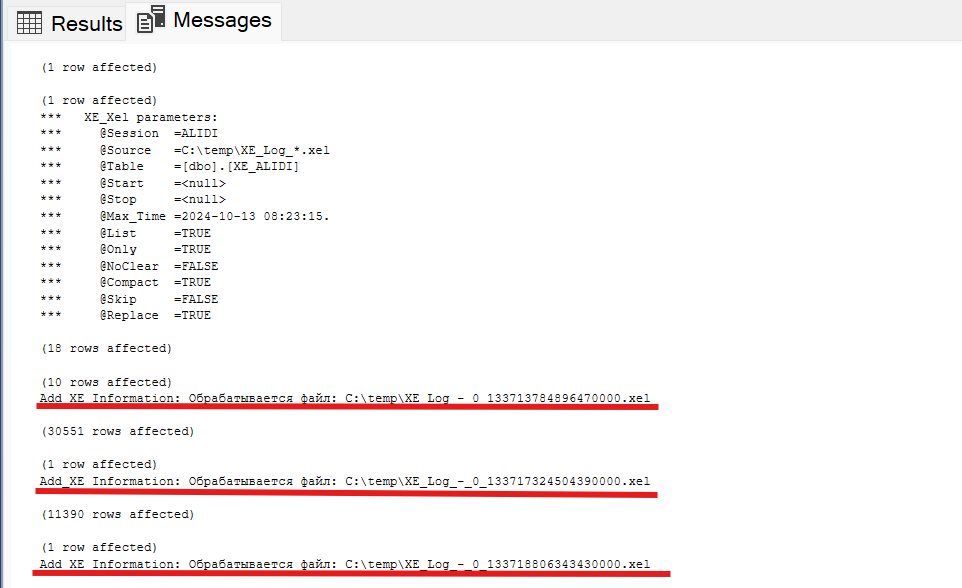 Results Messages
(1 row affected)
(1 row affected)
*** XE_Xel parameters:
*** @Session =ALIDI
*** @Source =C:\temp\XE_Log_*.xel
*** @Table =[dbo].[XE_ALIDI]
*** @Start =<null>
*** @Stop =<null>
*** @Max_Time =2024-10-13 08:23:15.
*** @List =TRUE
*** @Only =TRUE
*** @NoClear =FALSE
*** @Compact =TRUE
*** @Skip =FALSE
*** @Replace =TRUE
(18 rows affected)
(10 rows affected)
Add_XE_Information: Обрабатывается файл: C:\temp\XE_Log_-_0_133713784896470000.xel
(30551 rows affected)
(1 row affected)
Add_XE_Information: Обрабатывается файл: C:\temp\XE_Log_-_0_133717324504390000.xel
(11390 rows affected)
(1 row affected)
Add_XE_Information: Обрабатывается файл: C:\temp\XE_Log_-_0_133718806343430000.xel